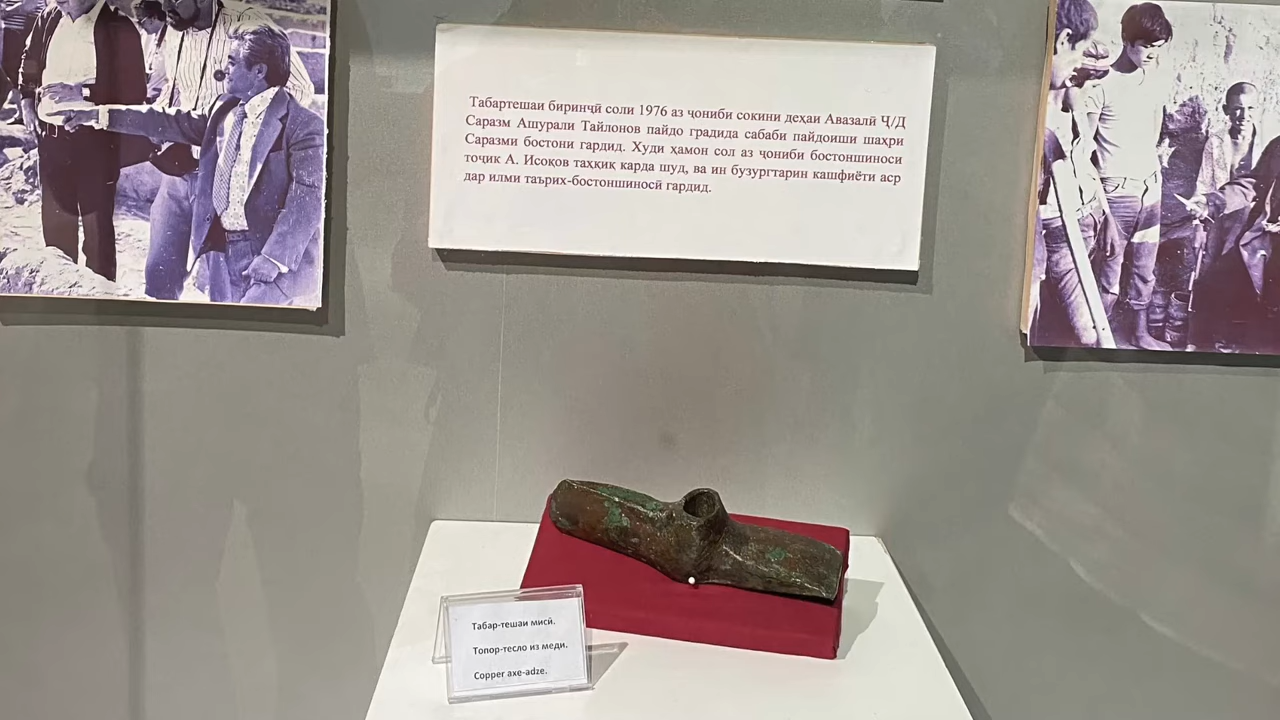 Табартешаи биринҷӣ соли 1976 аз ҷониби сокини деҳаи Авазалӣ Ҷ/Д
Саразм Ашурали Тайлонов пайдо градида сабаби пайдоиши шаҳри
Саразми бостони гардид. Худи ҳамон сол аз ҷониби бостоншиноси
тоҷик А. Исоқов таҳқиқ карда шуд, ва ин бузургтарин кашфиёти аср
дар илми таърих-бостоншиносӣ гардид.
Табар-тешаи мисӣ.
Топор-тесло из меди.
Copper axe-adze.